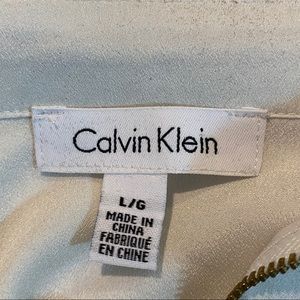 Calvin Klein
L/G
MADE IN
CHINA
FABRIQUÉ
EN CHINE